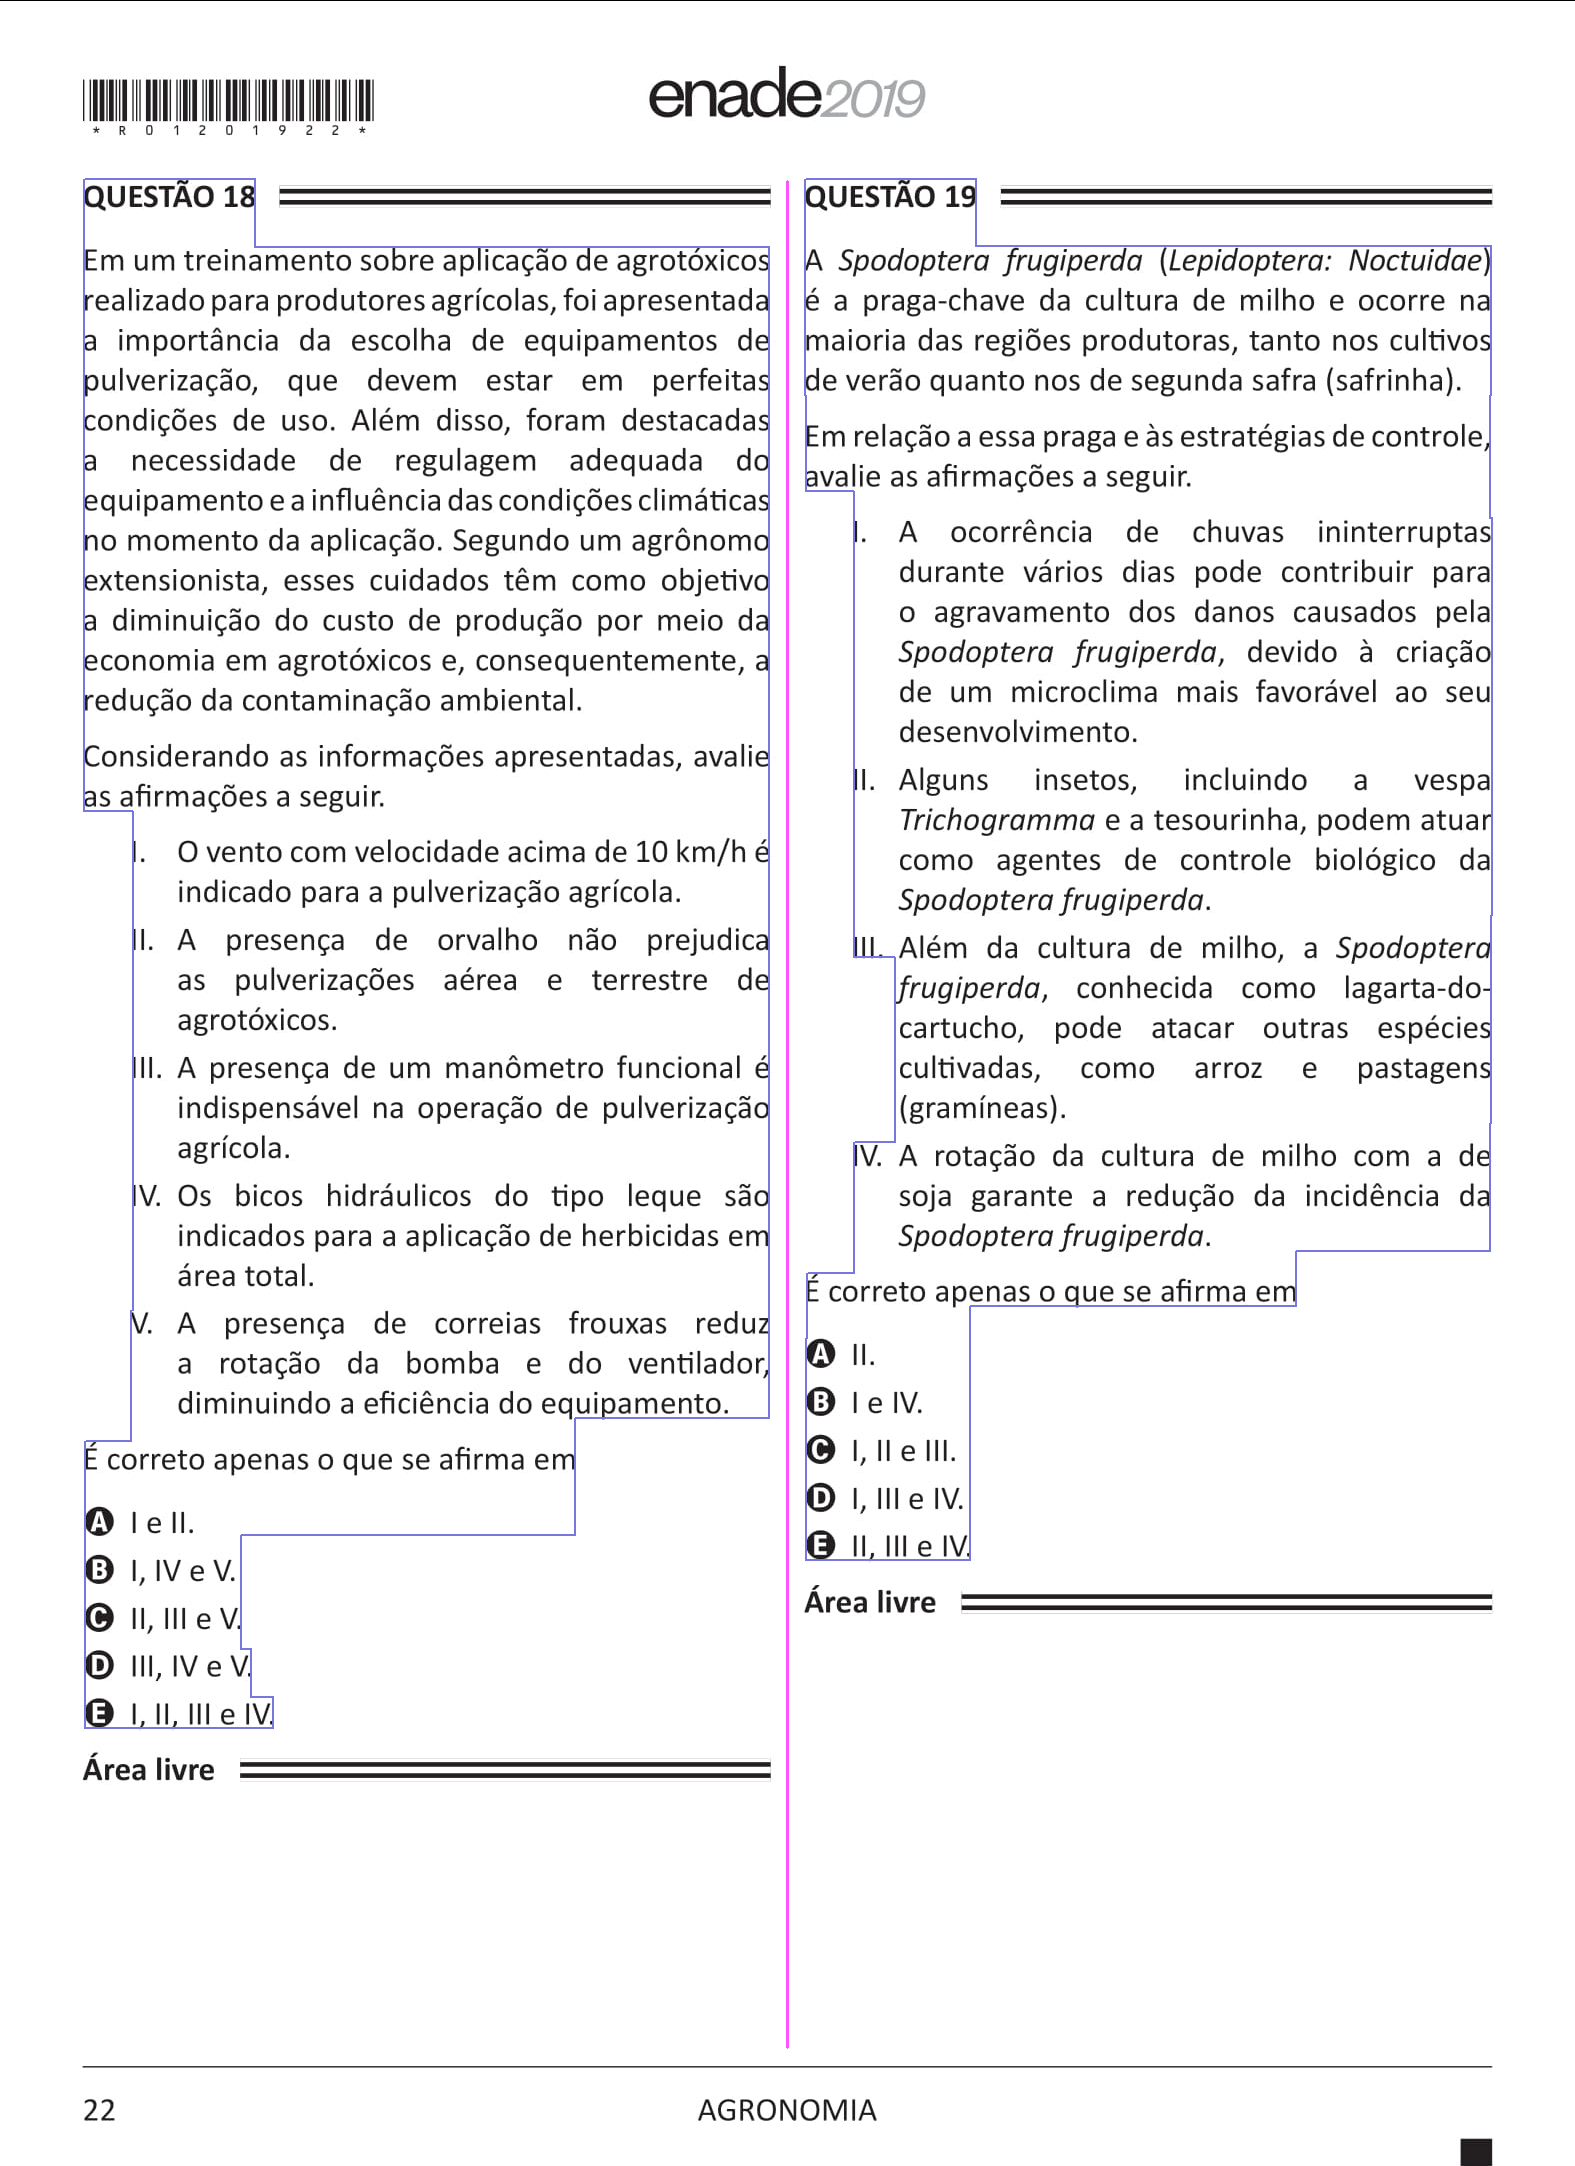 *R01201922*
enade2019
QUESTÃO 18
Em um treinamento sobre aplicação de agrotóxicos
realizado para produtores agrícolas, foi apresentada
a importância da escolha de equipamentos de
pulverização, que devem estar em perfeitas
condições de uso. Além disso, foram destacadas
a necessidade de regulagem adequada do
equipamento e a influência das condições climáticas
no momento da aplicação. Segundo um agrônomo
extensionista, esses cuidados têm como objetivo
a diminuição do custo de produção por meio da
economia em agrotóxicos e, consequentemente, a
redução da contaminação ambiental.
Considerando as informações apresentadas, avalie
as afirmações a seguir.
I. O vento com velocidade acima de 10 km/h é
indicado para a pulverização agrícola.
II. A presença de orvalho não prejudica
as pulverizações aérea e terrestre de
agrotóxicos.
III. A presença de um manômetro funcional é
indispensável na operação de pulverização
agrícola.
IV. Os bicos hidráulicos do tipo leque são
indicados para a aplicação de herbicidas em
área total.
V. A presença de correias frouxas reduz
a rotação da bomba e do ventilador,
diminuindo a eficiência do equipamento.
É correto apenas o que se afirma em
A I e II.
B I, IV e V.
C II, III e V.
D III, IV e V.
E I, II, III e IV.
Área livre
QUESTÃO 19
A Spodoptera frugiperda (Lepidoptera: Noctuidae)
é a praga-chave da cultura de milho e ocorre na
maioria das regiões produtoras, tanto nos cultivos
de verão quanto nos de segunda safra (safrinha).
Em relação a essa praga e às estratégias de controle,
avalie as afirmações a seguir.
I. A ocorrência de chuvas ininterruptas
durante vários dias pode contribuir para
o agravamento dos danos causados pela
Spodoptera frugiperda, devido à criação
de um microclima mais favorável ao seu
desenvolvimento.
II. Alguns insetos, incluindo a vespa
Trichogramma e a tesourinha, podem atuar
como agentes de controle biológico da
Spodoptera frugiperda.
III. Além da cultura de milho, a Spodoptera
frugiperda, conhecida como lagarta-do-
cartucho, pode atacar outras espécies
cultivadas, como arroz e pastagens
(gramíneas).
IV. A rotação da cultura de milho com a de
soja garante a redução da incidência da
Spodoptera frugiperda.
É correto apenas o que se afirma em
A II.
B I e IV.
C I, II e III.
D I, III e IV.
E II, III e IV.
Área livre
22
AGRONOMIA